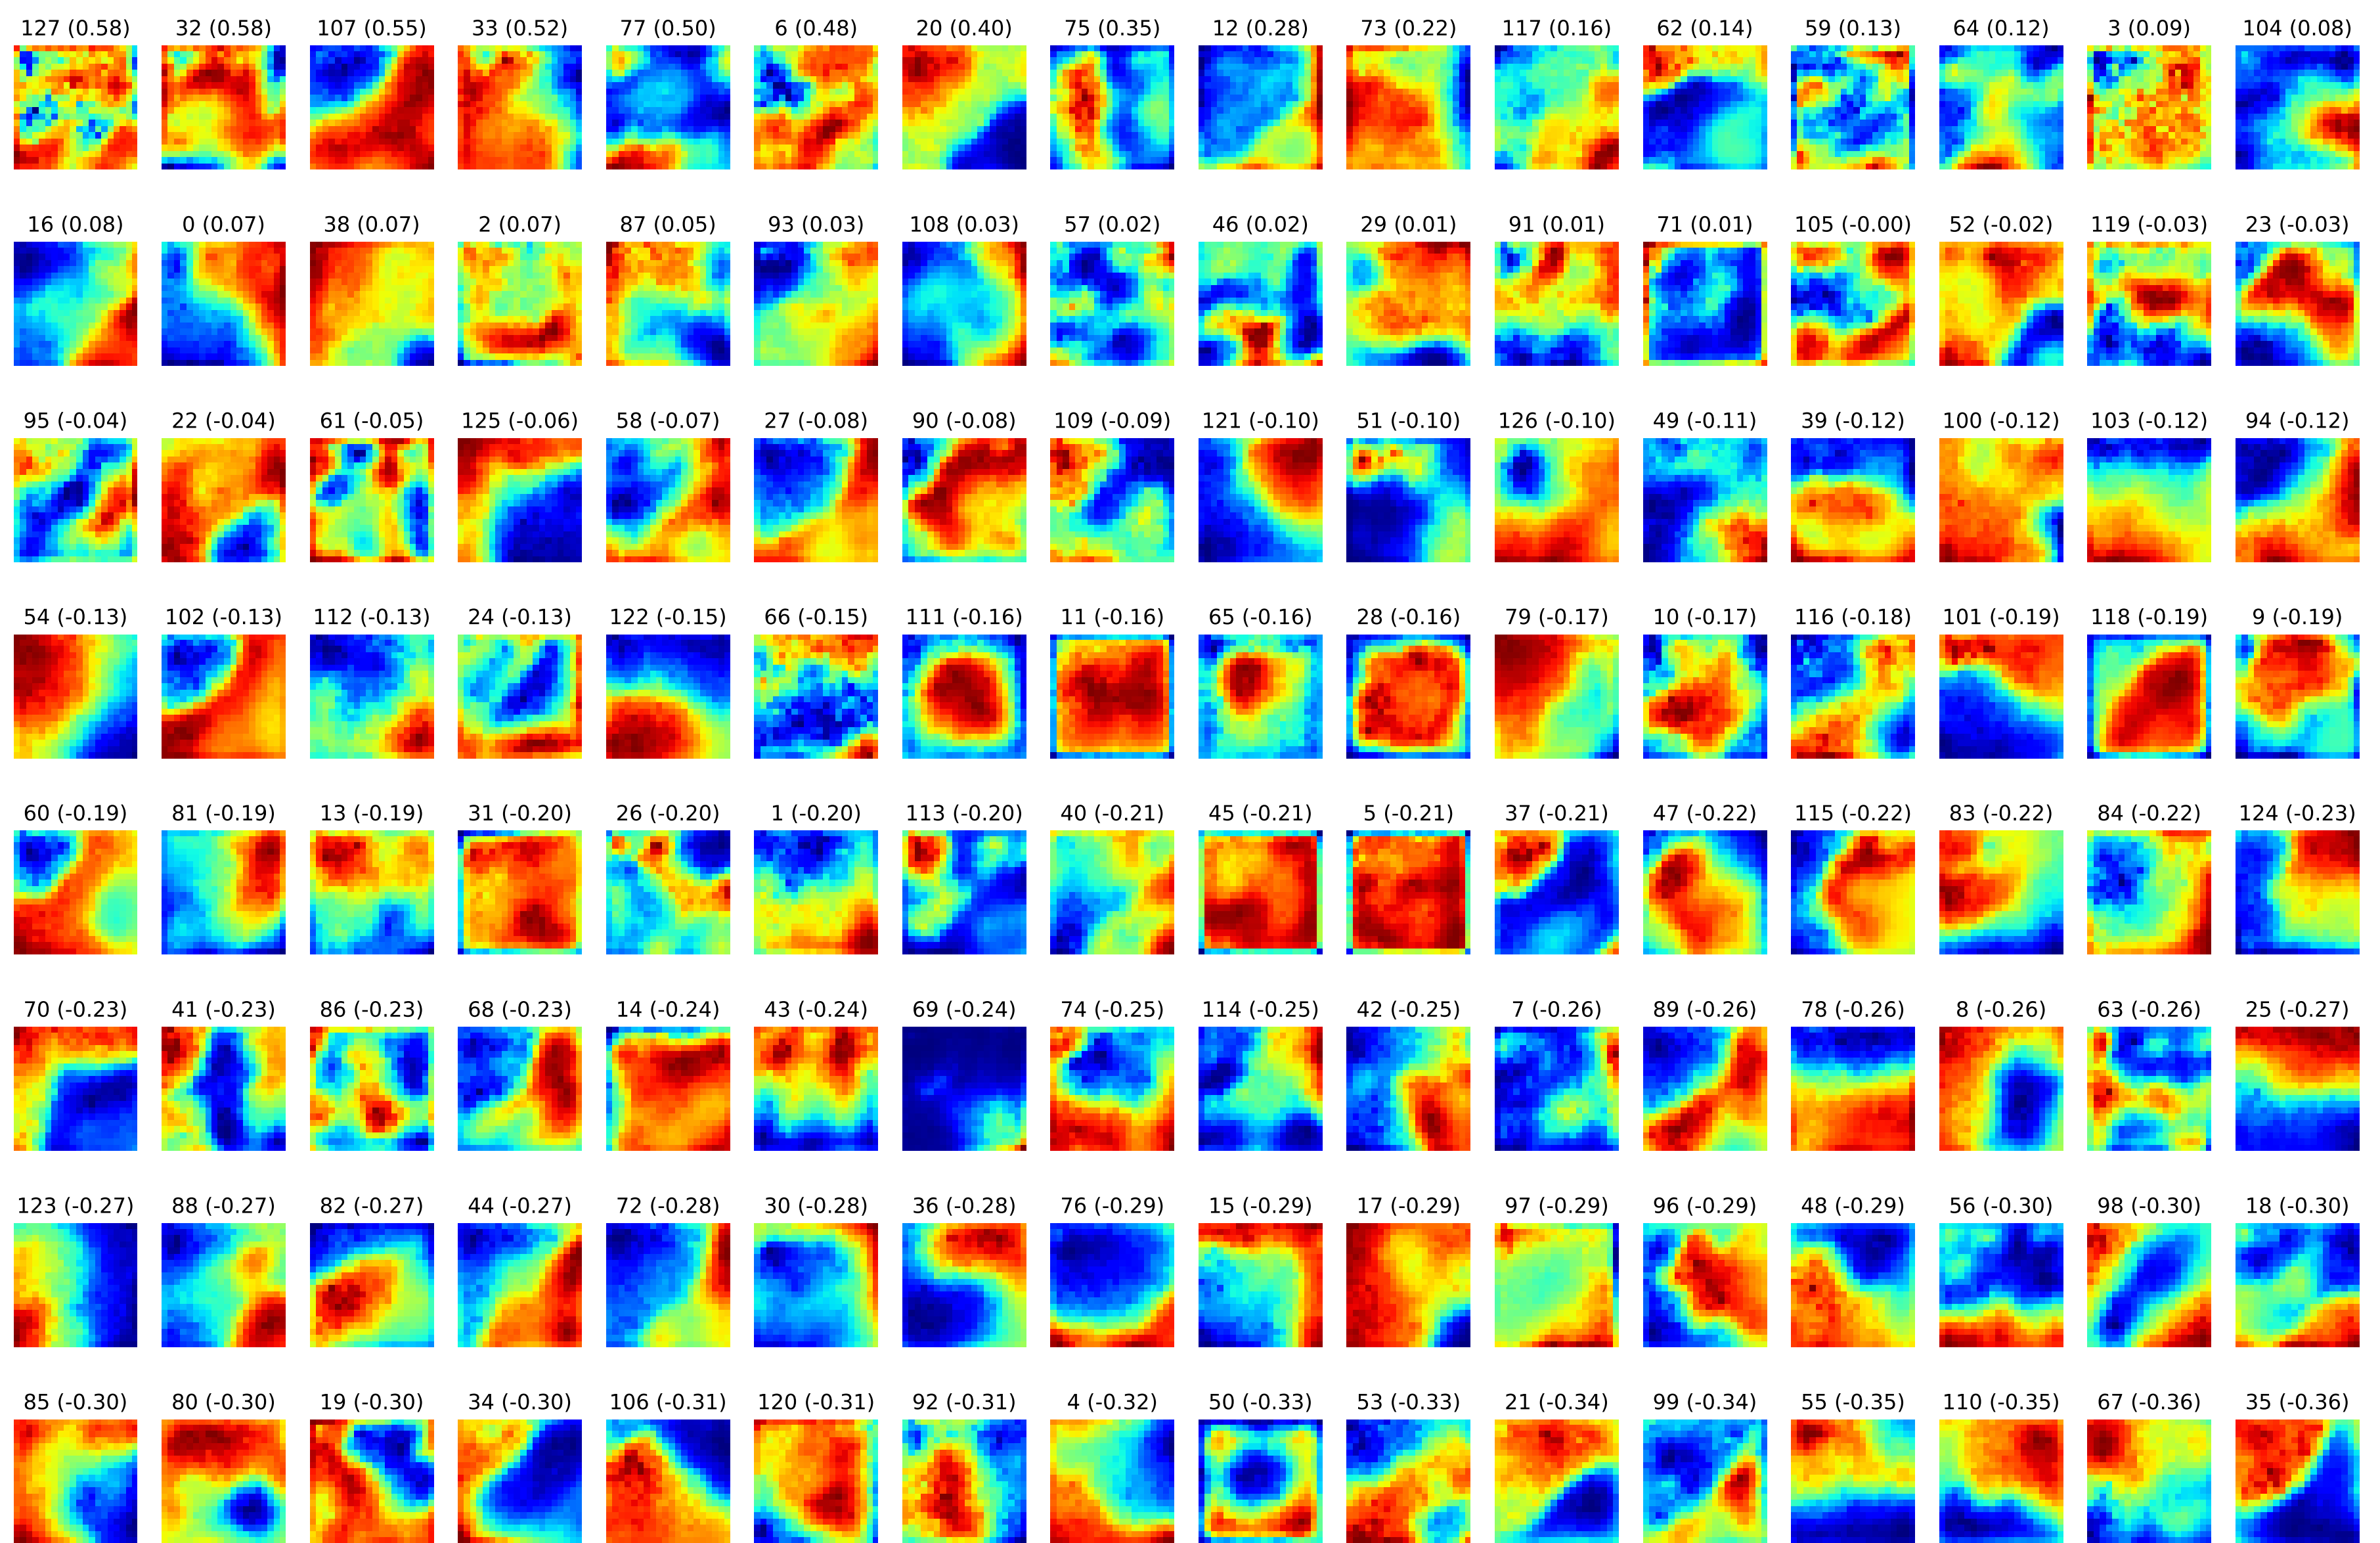 127 (0.58) 32 (0.58) 107 (0.55) 33 (0.52) 77 (0.50) 6 (0.48) 20 (0.40) 75 (0.35) 12 (0.28) 73 (0.22) 117 (0.16) 62 (0.14) 59 (0.13) 64 (0.12) 3 (0.09) 104 (0.08)
16 (0.08) 0 (0.07) 38 (0.07) 2 (0.07) 87 (0.05) 93 (0.03) 108 (0.03) 57 (0.02) 46 (0.02) 29 (0.01) 91 (0.01) 71 (0.01) 105 (-0.00) 52 (-0.02) 119 (-0.03) 23 (-0.03)
95 (-0.04) 22 (-0.04) 61 (-0.05) 125 (-0.06) 58 (-0.07) 27 (-0.08) 90 (-0.08) 109 (-0.09) 121 (-0.10) 51 (-0.10) 126 (-0.10) 49 (-0.11) 39 (-0.12) 100 (-0.12) 103 (-0.12) 94 (-0.12)
54 (-0.13) 102 (-0.13) 112 (-0.13) 24 (-0.13) 122 (-0.15) 66 (-0.15) 111 (-0.16) 11 (-0.16) 65 (-0.16) 28 (-0.16) 79 (-0.17) 10 (-0.17) 116 (-0.18) 101 (-0.19) 118 (-0.19) 9 (-0.19)
60 (-0.19) 81 (-0.19) 13 (-0.19) 31 (-0.20) 26 (-0.20) 1 (-0.20) 113 (-0.20) 40 (-0.21) 45 (-0.21) 5 (-0.21) 37 (-0.21) 47 (-0.22) 115 (-0.22) 83 (-0.22) 84 (-0.22) 124 (-0.23)
70 (-0.23) 41 (-0.23) 86 (-0.23) 68 (-0.23) 14 (-0.24) 43 (-0.24) 69 (-0.24) 74 (-0.25) 114 (-0.25) 42 (-0.25) 7 (-0.26) 89 (-0.26) 78 (-0.26) 8 (-0.26) 63 (-0.26) 25 (-0.27)
123 (-0.27) 88 (-0.27) 82 (-0.27) 44 (-0.27) 72 (-0.28) 30 (-0.28) 36 (-0.28) 76 (-0.29) 15 (-0.29) 17 (-0.29) 97 (-0.29) 96 (-0.29) 48 (-0.29) 56 (-0.30) 98 (-0.30) 18 (-0.30)
85 (-0.30) 80 (-0.30) 19 (-0.30) 34 (-0.30) 106 (-0.31) 120 (-0.31) 92 (-0.31) 4 (-0.32) 50 (-0.33) 53 (-0.33) 21 (-0.34) 99 (-0.34) 55 (-0.35) 110 (-0.35) 67 (-0.36) 35 (-0.36)